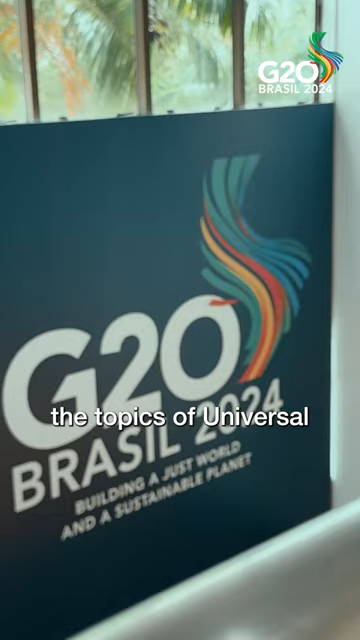 G20
BRASIL 2024
G20
the topics of Universal
BRASIL 2024
BUILDING A JUST WORLD
AND A SUSTAINABLE PLANET